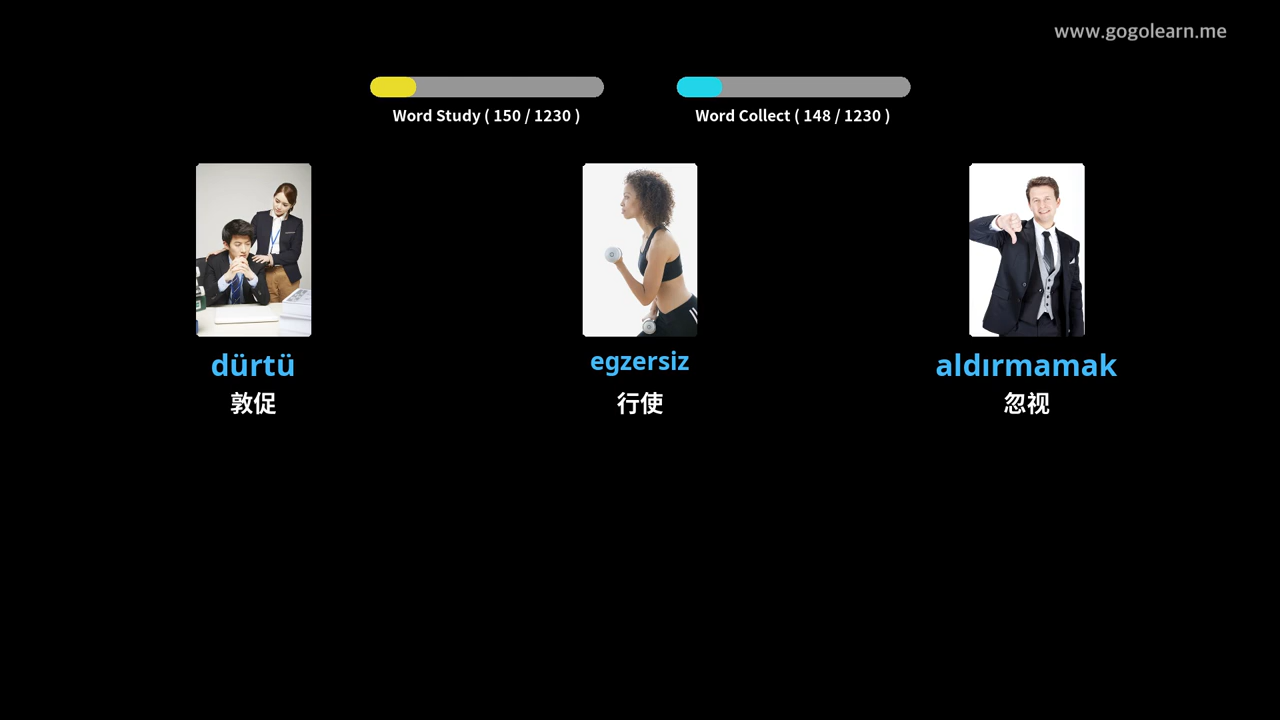 www.gogolearn.me
Word Study ( 150 / 1230 )
Word Collect ( 148 / 1230 )
dürtü
egzersiz
aldırmamak
敦促
行使
忽视